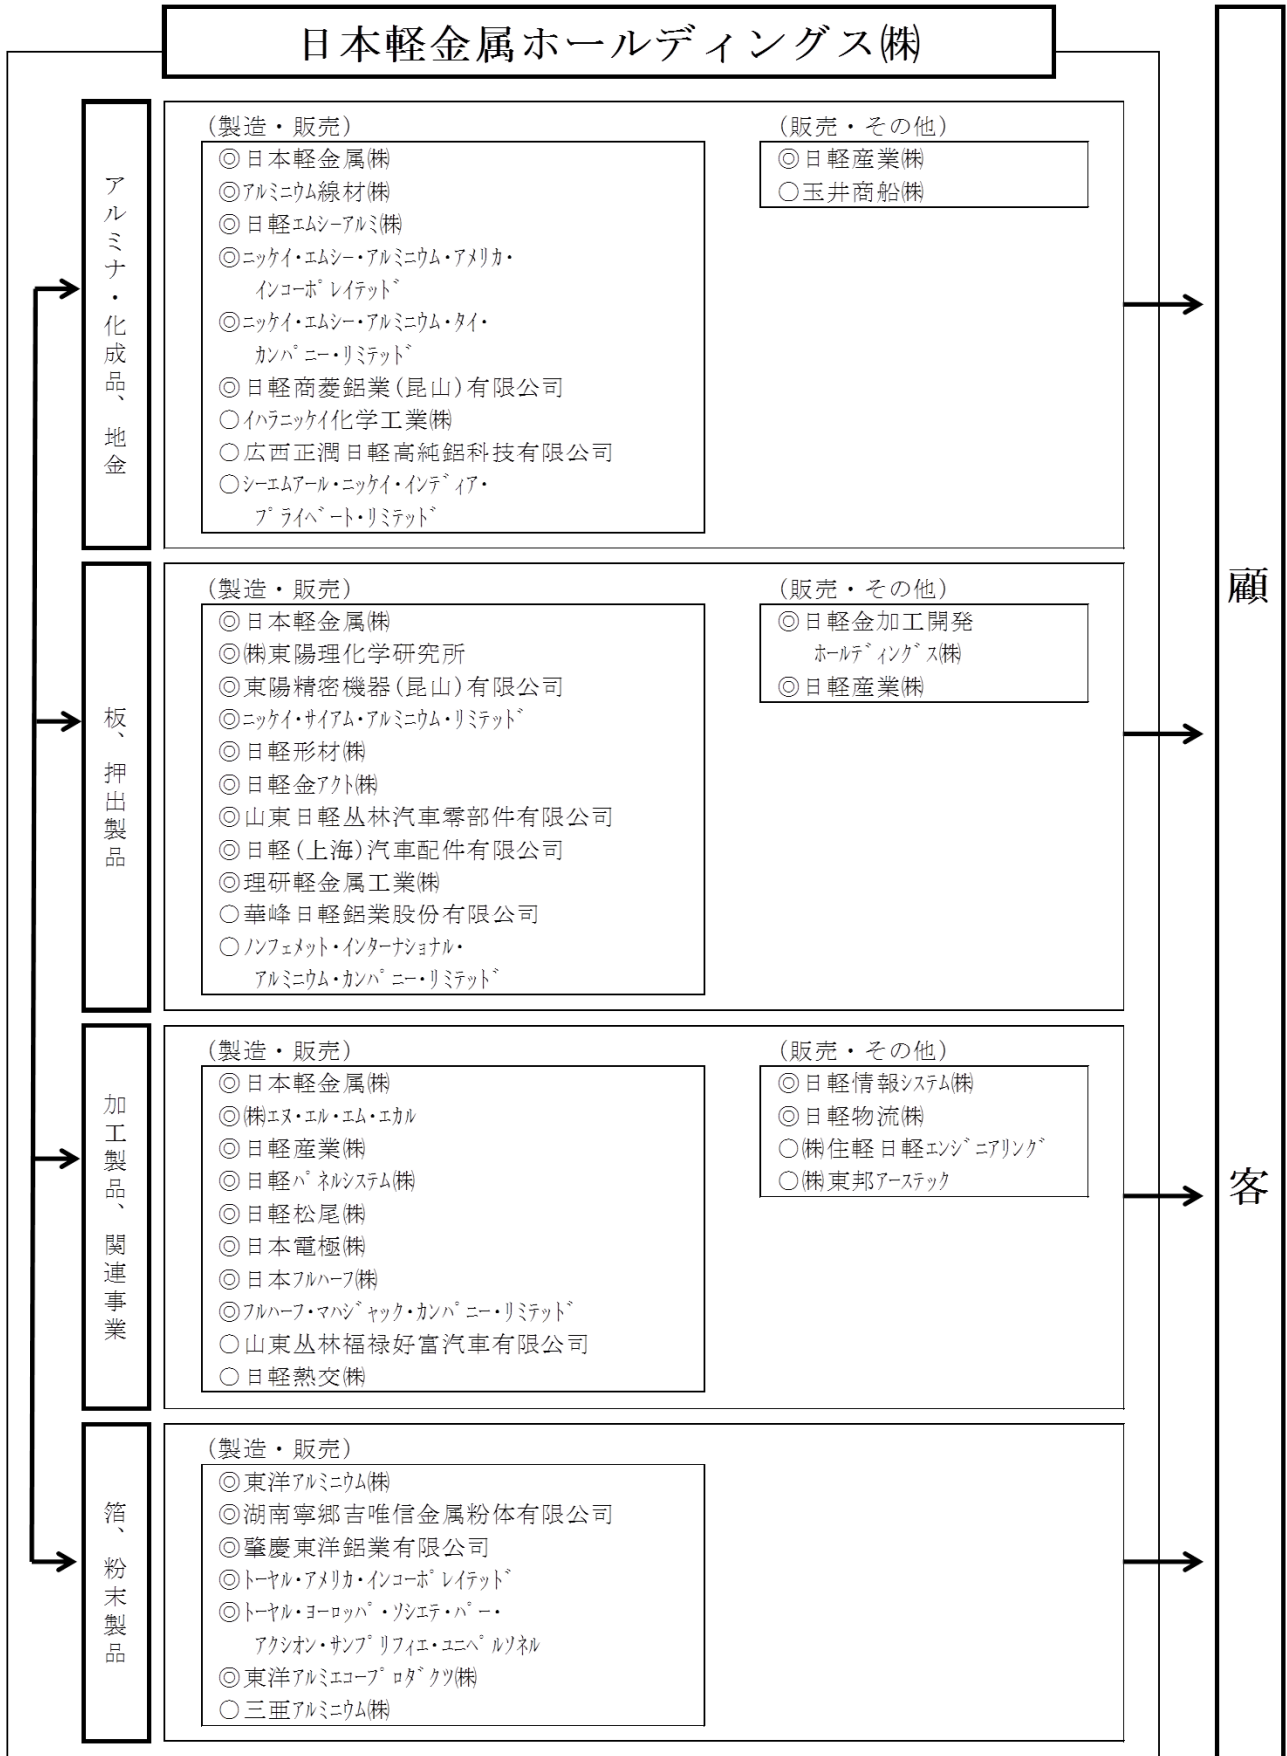 日本軽金属ホールディングス㈱
アルミナ・化成品、地金
(製造・販売)
◎日本軽金属㈱
◎ｱﾙﾐﾆｳﾑ線材㈱
◎日軽ｴﾑｼｰｱﾙﾐ㈱
◎ﾆｯｹｲ・ｴﾑｼｰ・ｱﾙﾐﾆｳﾑ・ｱﾒﾘｶ・
ｲﾝｺｰﾎﾟﾚｲﾃｯﾄﾞ
◎ﾆｯｹｲ・ｴﾑｼｰ・ｱﾙﾐﾆｳﾑ・ﾀｲ・
ｶﾝﾊﾟﾆｰ・ﾘﾐﾃｯﾄﾞ
◎日軽商菱鋁業(昆山)有限公司
○ｲﾊﾗﾆｯｹｲ化学工業㈱
○広西正潤日軽高純鋁科技有限公司
○ｼｰｴﾑｱｰﾙ・ﾆｯｹｲ・ｲﾝﾃﾞｨｱ・
ﾌﾟﾗｲﾍﾞｰﾄ・ﾘﾐﾃｯﾄﾞ
(販売・その他)
◎日軽産業㈱
○玉井商船㈱
板、押出製品
(製造・販売)
◎日本軽金属㈱
◎㈱東陽理化学研究所
◎東陽精密機器(昆山)有限公司
◎ﾆｯｹｲ・ｻｲｱﾑ・ｱﾙﾐﾆｳﾑ・ﾘﾐﾃｯﾄﾞ
◎日軽形材㈱
◎日軽金ｱｸﾄ㈱
◎山東日軽丛林汽車零部件有限公司
◎日軽(上海)汽車配件有限公司
◎理研軽金属工業㈱
○華峰日軽鋁業股份有限公司
○ﾉﾝﾌｪﾒｯﾄ・ｲﾝﾀｰﾅｼｮﾅﾙ・
ｱﾙﾐﾆｳﾑ・ｶﾝﾊﾟﾆｰ・ﾘﾐﾃｯﾄﾞ
(販売・その他)
◎日軽金加工開発
ﾎｰﾙﾃﾞｨﾝｸﾞｽ㈱
◎日軽産業㈱
加工製品、関連事業
(製造・販売)
◎日本軽金属㈱
◎㈱ｴﾇ・ｴﾙ・ｴﾑ・ｴｶﾙ
◎日軽産業㈱
◎日軽ﾊﾟﾈﾙｼｽﾃﾑ㈱
◎日軽松尾㈱
◎日本電極㈱
◎日本ﾌﾙﾊｰﾌ㈱
◎ﾌﾙﾊｰﾌ・ﾏﾊｼﾞｬｯｸ・ｶﾝﾊﾟﾆｰ・ﾘﾐﾃｯﾄﾞ
○山東丛林福禄好富汽車有限公司
○日軽熱交㈱
(販売・その他)
◎日軽情報ｼｽﾃﾑ㈱
◎日軽物流㈱
○㈱住軽日軽ｴﾝｼﾞﾆｱﾘﾝｸﾞ
○㈱東邦ｱｰｽﾃｯｸ
箔、粉末製品
(製造・販売)
◎東洋ｱﾙﾐﾆｳﾑ㈱
◎湖南寧郷吉唯信金属粉体有限公司
◎肇慶東洋鋁業有限公司
◎ﾄｰﾔﾙ・ｱﾒﾘｶ・ｲﾝｺｰﾎﾟﾚｲﾃｯﾄﾞ
◎ﾄｰﾔﾙ・ﾖｰﾛｯﾊﾟ・ｿｼｴﾃ・ﾊﾟｰ・
ｱｸｼｵﾝ・ｻﾝﾌﾟﾘﾌｨｴ・ﾕﾆﾍﾟﾙｿﾈﾙ
◎東洋ｱﾙﾐｴｺｰﾌﾟﾛﾀﾞｸﾂ㈱
○三亜ｱﾙﾐﾆｳﾑ㈱
顧客